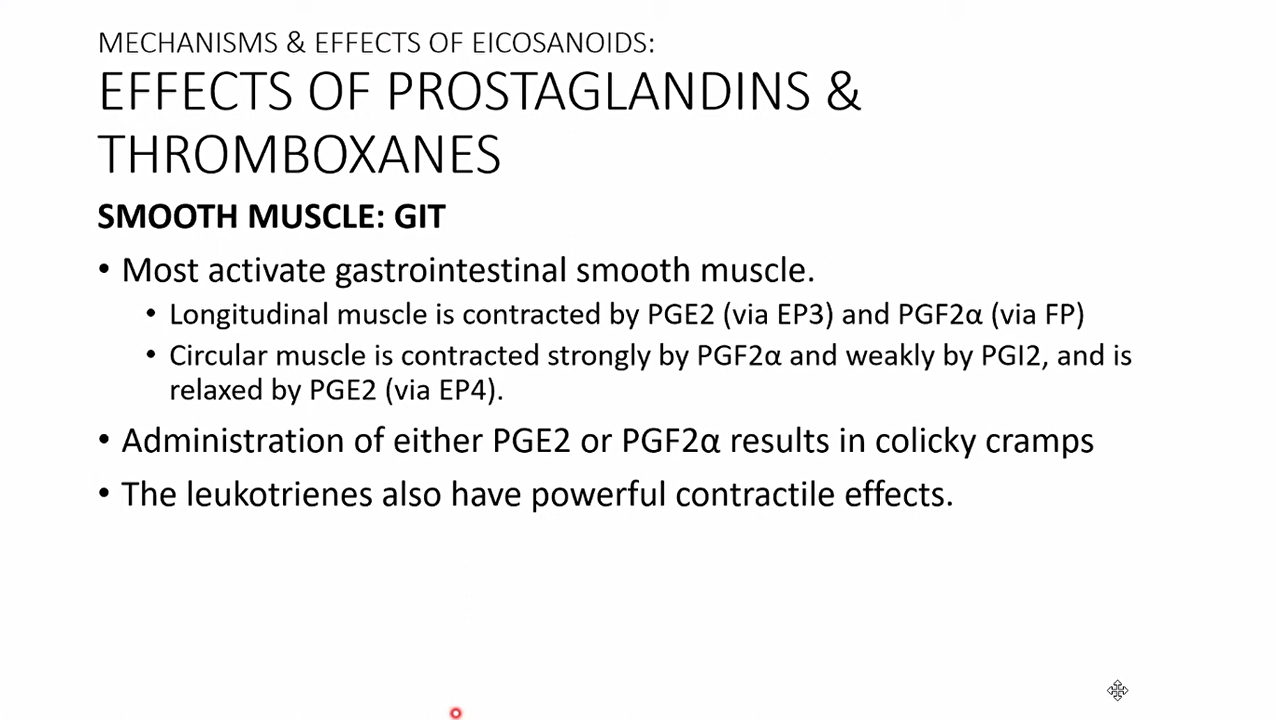 MECHANISMS & EFFECTS OF EICOSANOIDS:
EFFECTS OF PROSTAGLANDINS &
THROMBOXANES
SMOOTH MUSCLE: GIT
• Most activate gastrointestinal smooth muscle.
• Longitudinal muscle is contracted by PGE2 (via EP3) and PGF2α (via FP)
• Circular muscle is contracted strongly by PGF2α and weakly by PGI2, and is
relaxed by PGE2 (via EP4).
• Administration of either PGE2 or PGF2α results in colicky cramps
• The leukotrienes also have powerful contractile effects.